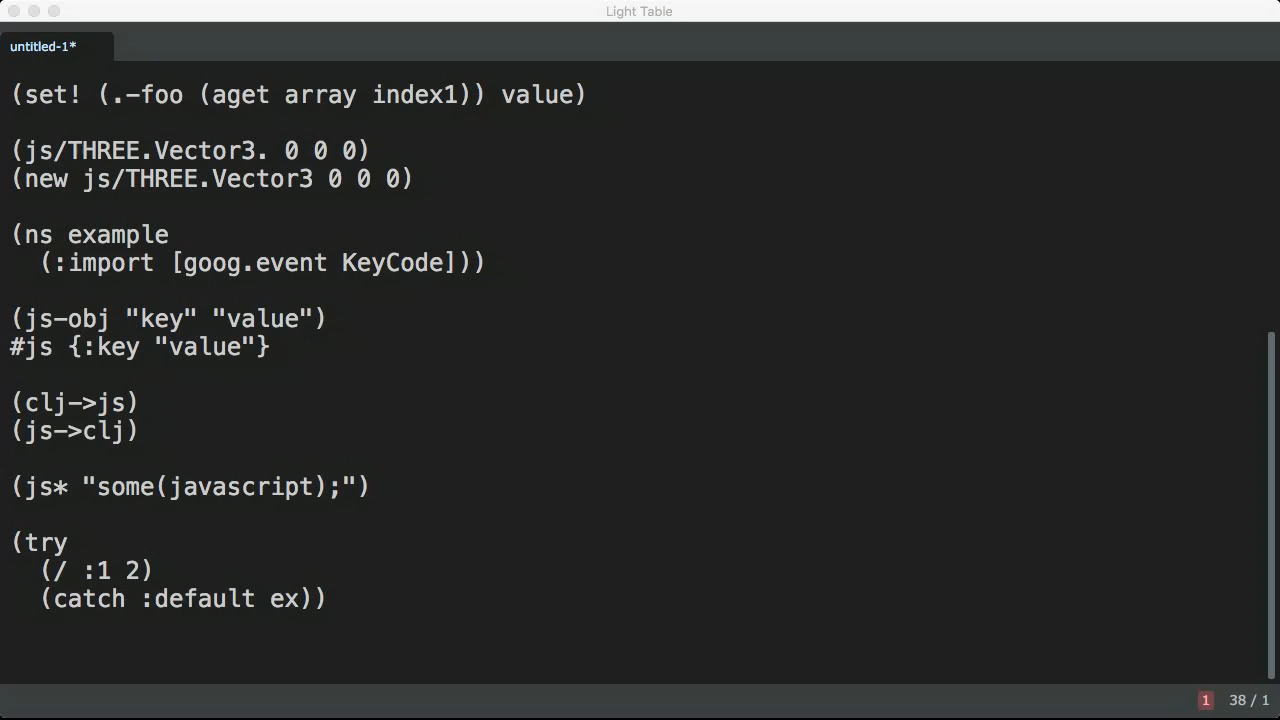 Light Table
untitled-1*
(set! (.-foo (aget array index1)) value)
(js/THREE.Vector3. 0 0 0)
(new js/THREE.Vector3 0 0 0)
(ns example
  (:import [goog.event KeyCode]))
(js-obj "key" "value")
#js {:key "value"}
(clj->js)
(js->clj)
(js* "some(javascript);")
(try
  (/ :1 2)
  (catch :default ex))
1 38 / 1